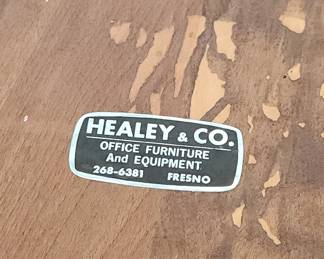 HEALEY & CO.
OFFICE FURNITURE
And EQUIPMENT
268-6381 FRESNO